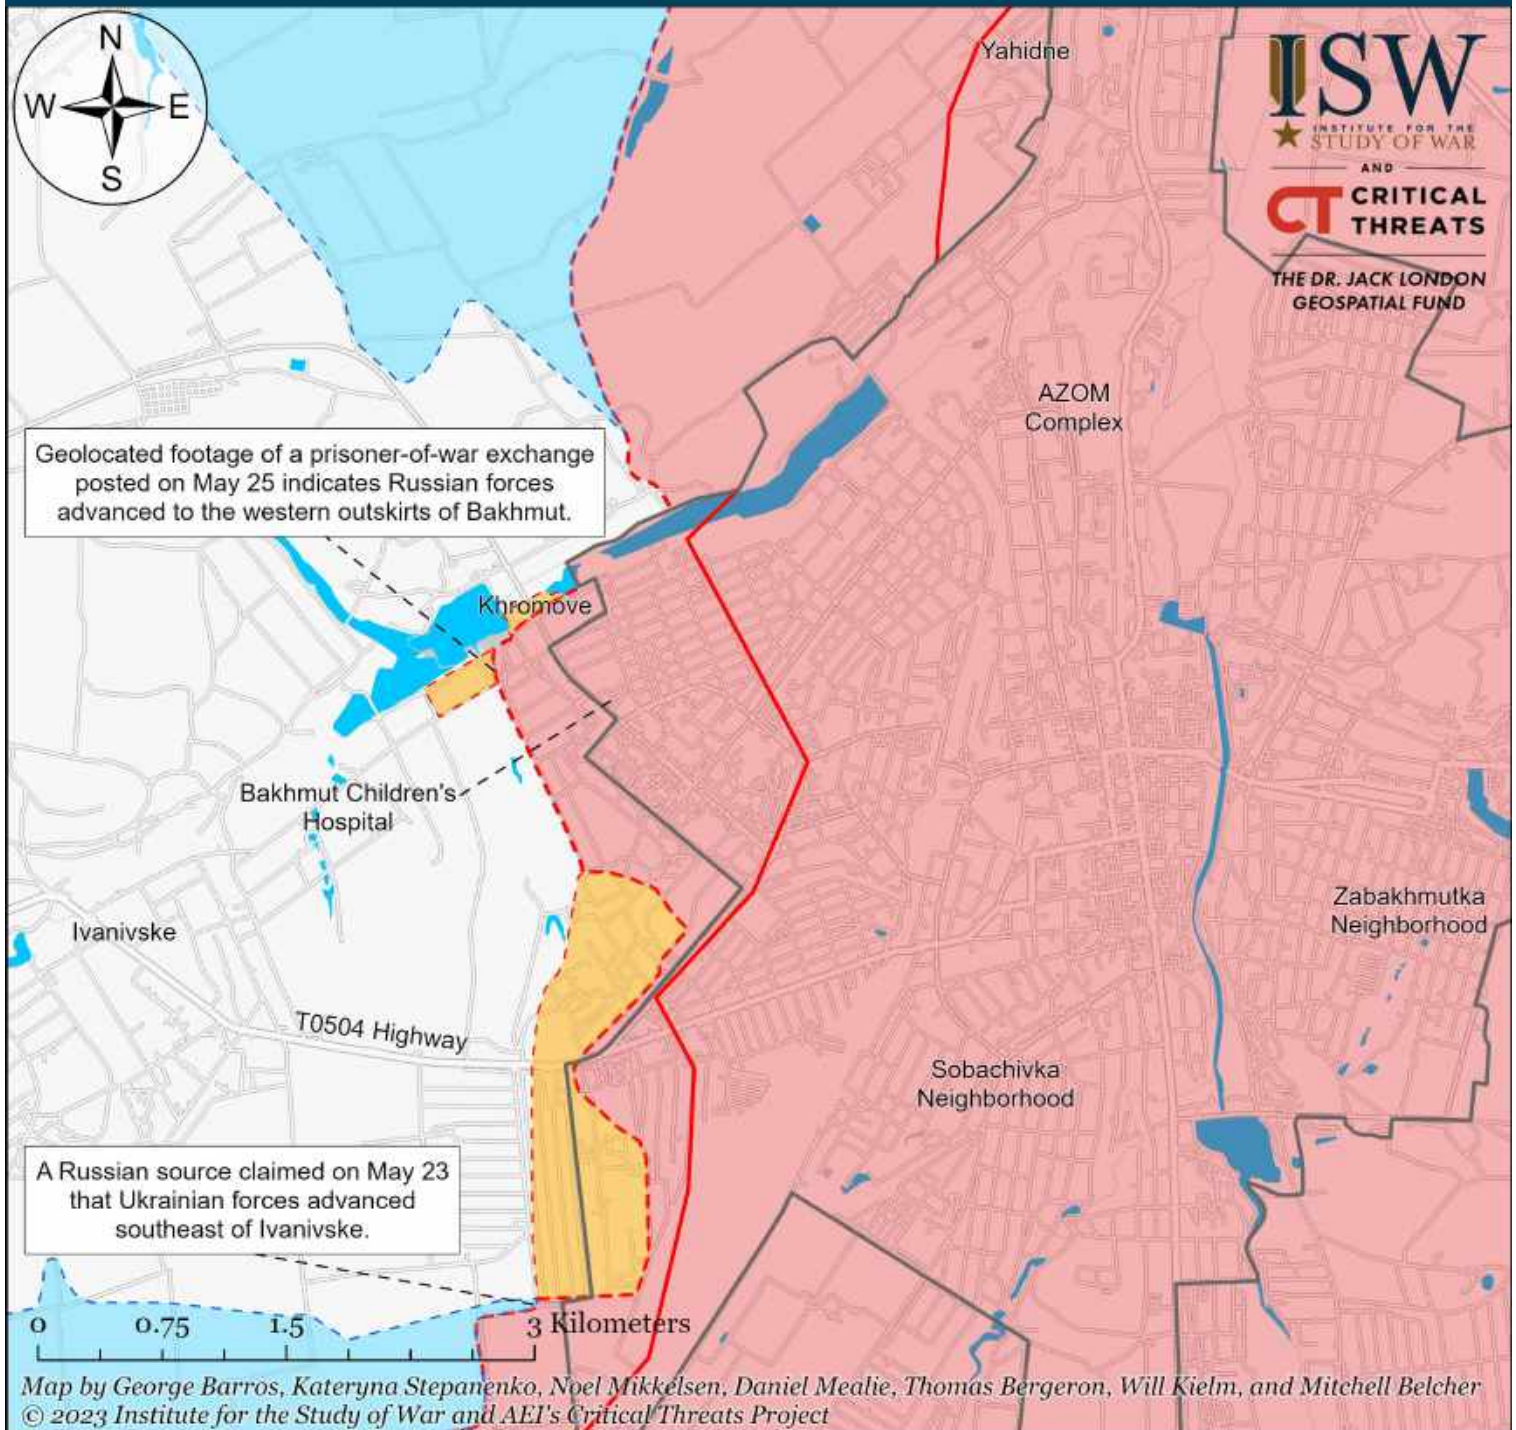 N
W
E
S
Yahidne
ISW
INSTITUTE FOR THE
STUDY OF WAR
AND
CT CRITICAL
THREATS
THE DR. JACK LONDON
GEOSPATIAL FUND
AZOM
Complex
Geolocated footage of a prisoner-of-war exchange
posted on May 25 indicates Russian forces
advanced to the western outskirts of Bakhmut.
Khromove
Bakhmut Children's
Hospital
Zabakhmutka
Neighborhood
Ivanivske
T0504 Highway
Sobachivka
Neighborhood
A Russian source claimed on May 23
that Ukrainian forces advanced
southeast of Ivanivske.
0 0.75 1.5 3 Kilometers
Map by George Barros, Kateryna Stepanenko, Noel Mikkelsen, Daniel Mealie, Thomas Bergeron, Will Kielm, and Mitchell Belcher
© 2023 Institute for the Study of War and AEI's Critical Threats Project